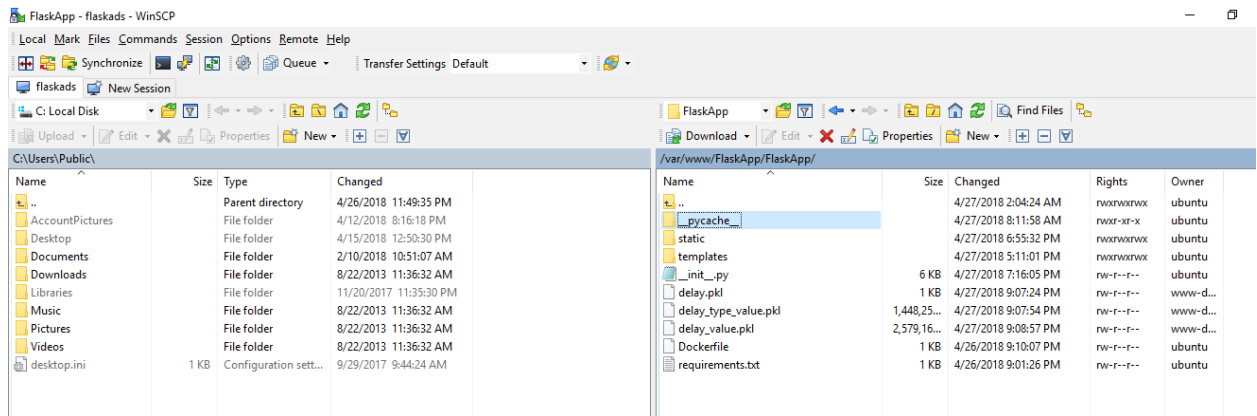 FlaskApp - flaskads - WinSCP
Local Mark Files Commands Session Options Remote Help
Synchronize Queue Transfer Settings Default
flaskads New Session
C: Local Disk FlaskApp Find Files
Upload Edit Properties New Download Edit Properties New
C:\Users\Public\ /var/www/FlaskApp/FlaskApp/
Name Size Type Changed Name Size Changed Rights Owner
.. Parent directory 4/26/2018 11:49:35 PM .. 4/27/2018 2:04:24 AM rwxrwxrwx ubuntu
AccountPictures File folder 4/12/2018 8:16:18 PM __pycache__ 4/27/2018 8:11:58 AM rwxr-xr-x ubuntu
Desktop File folder 4/15/2018 12:50:30 PM static 4/27/2018 6:55:32 PM rwxrwxrwx ubuntu
Documents File folder 2/10/2018 10:51:07 AM templates 4/27/2018 5:11:01 PM rwxrwxrwx ubuntu
Downloads File folder 8/22/2013 11:36:32 AM __init__.py 6 KB 4/27/2018 7:16:05 PM rw-r--r-- ubuntu
Libraries File folder 11/20/2017 11:35:30 PM delay.pkl 1 KB 4/27/2018 9:07:24 PM rw-r--r-- www-d...
Music File folder 8/22/2013 11:36:32 AM delay_type_value.pkl 1,448,25... 4/27/2018 9:07:54 PM rw-r--r-- www-d...
Pictures File folder 8/22/2013 11:36:32 AM delay_value.pkl 2,579,16... 4/27/2018 9:08:57 PM rw-r--r-- www-d...
Videos File folder 8/22/2013 11:36:32 AM Dockerfile 1 KB 4/26/2018 9:10:07 PM rw-r--r-- ubuntu
desktop.ini 1 KB Configuration sett... 9/29/2017 9:44:24 AM requirements.txt 1 KB 4/26/2018 9:01:26 PM rw-r--r-- ubuntu